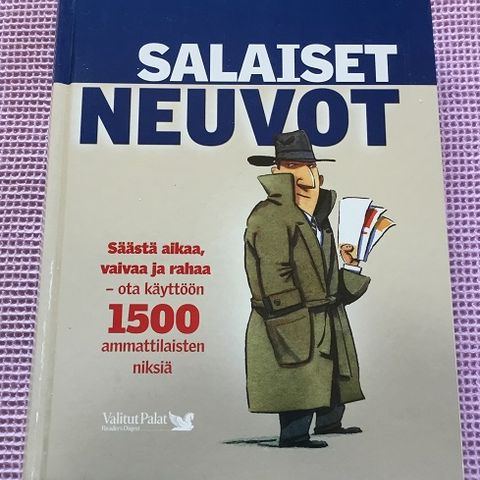 SALAISET
NEUVOT
Säästä aikaa,
vaivaa ja rahaa
– ota käyttöön
1500
ammattilaisten
niksiä
Valitut Palat
Reader's Digest